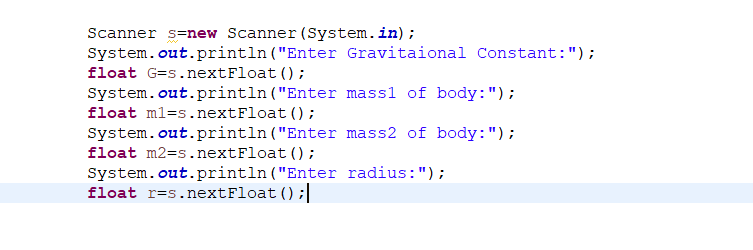 Scanner s=new Scanner(System.in);
System.out.println("Enter Gravitaional Constant:");
float G=s.nextFloat();
System.out.println("Enter mass1 of body:");
float m1=s.nextFloat();
System.out.println("Enter mass2 of body:");
float m2=s.nextFloat();
System.out.println("Enter radius:");
float r=s.nextFloat();